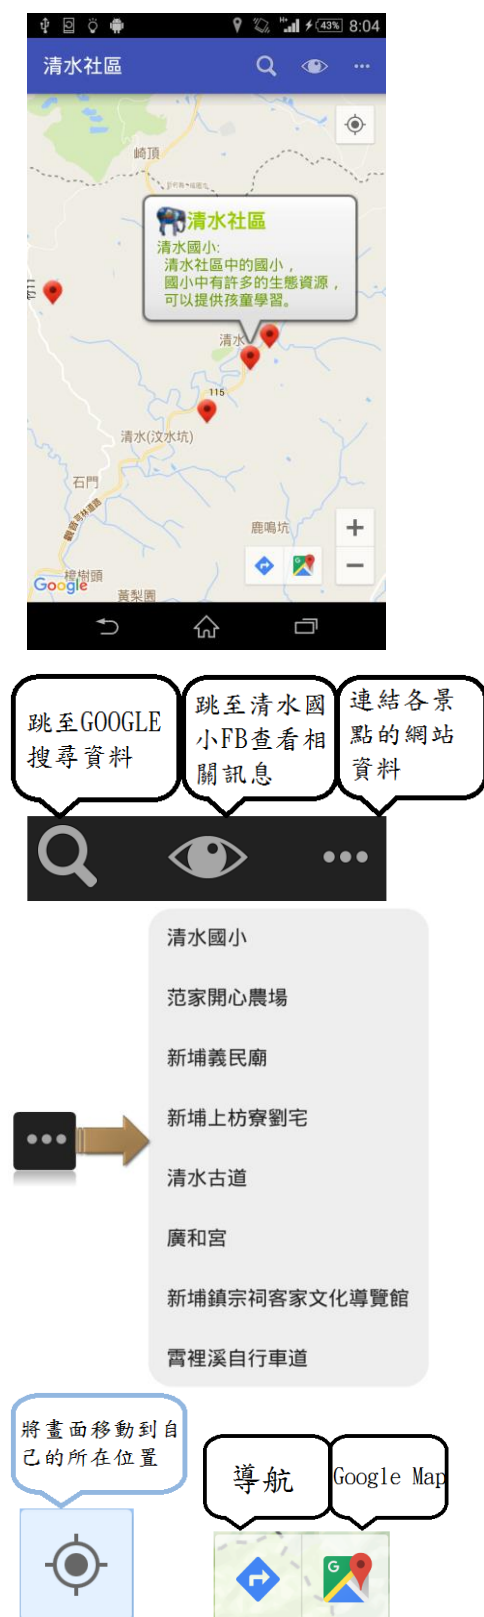 43% 8:04
清水社區
崎頂
清水社區
清水國小:
清水社區中的國小，
國小中有許多的生態資源，
可以提供孩童學習。
清水
115
清水(汶水坑)
石門
鹿鳴坑
樟樹頭
Google
黃梨園
跳至GOOGLE
搜尋資料
跳至清水國
小FB查看相
關訊息
連結各景
點的網站
資料
清水國小
范家開心農場
新埔義民廟
新埔上枋寮劉宅
清水古道
廣和宮
新埔鎮宗祠客家文化導覽館
霄裡溪自行車道
將畫面移動到自
己的所在位置
導航
Google Map